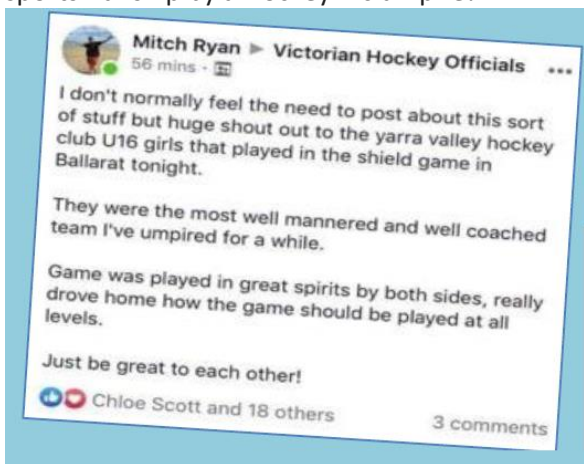 Mitch Ryan ▶ Victorian Hockey Officials ...
56 mins ·
I don't normally feel the need to post about this sort
of stuff but huge shout out to the yarra valley hockey
club U16 girls that played in the shield game in
Ballarat tonight.
They were the most well mannered and well coached
team I've umpired for a while.
Game was played in great spirits by both sides, really
drove home how the game should be played at all
levels.
Just be great to each other!
Chloe Scott and 18 others 3 comments